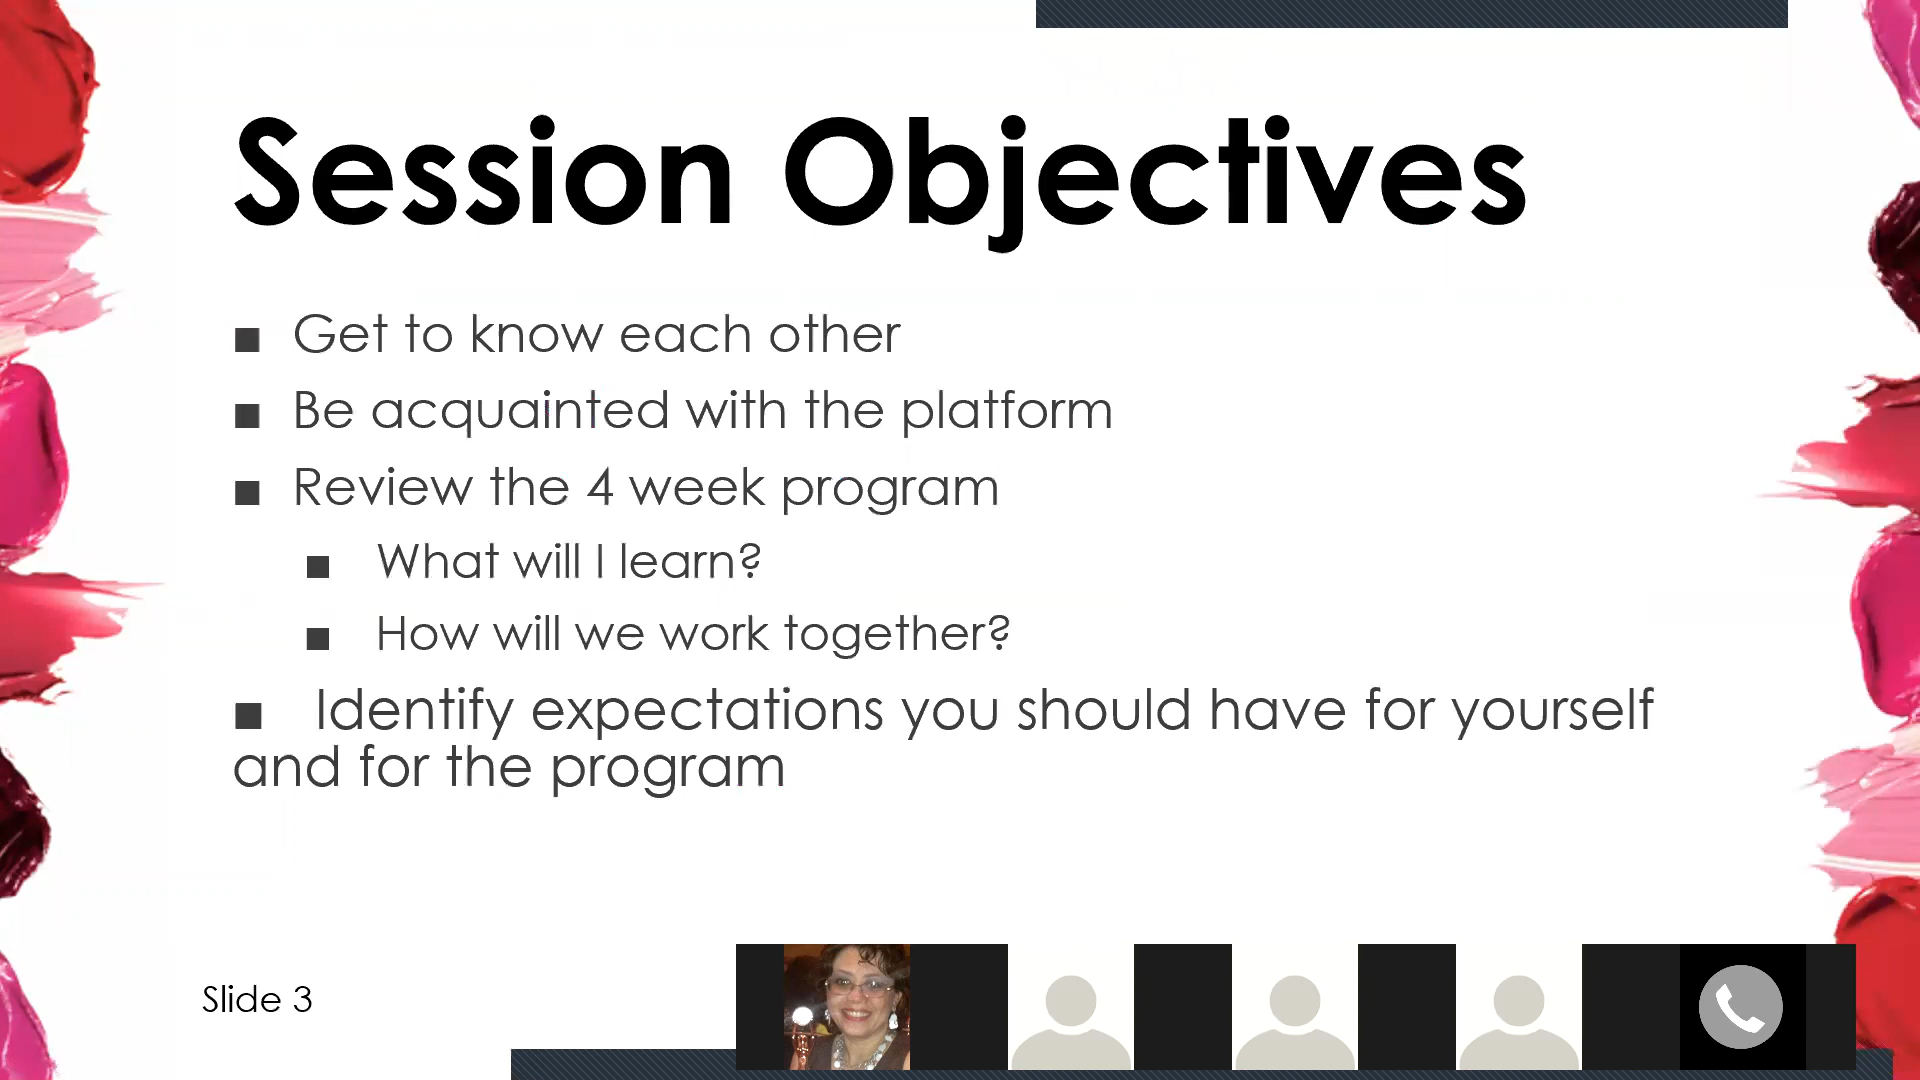 Session Objectives
■ Get to know each other
■ Be acquainted with the platform
■ Review the 4 week program
■ What will I learn?
■ How will we work together?
■ Identify expectations you should have for yourself
and for the program
Slide 3